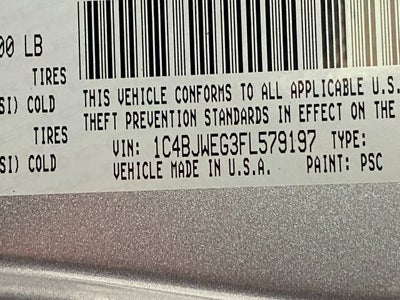 00 LB
TIRES
SI) COLD
TIRES
SI) COLD
THIS VEHICLE CONFORMS TO ALL APPLICABLE U.S.
THEFT PREVENTION STANDARDS IN EFFECT ON THE
VIN: 1C4BJWEG3FL579197 TYPE:
VEHICLE MADE IN U.S.A. PAINT: PSC